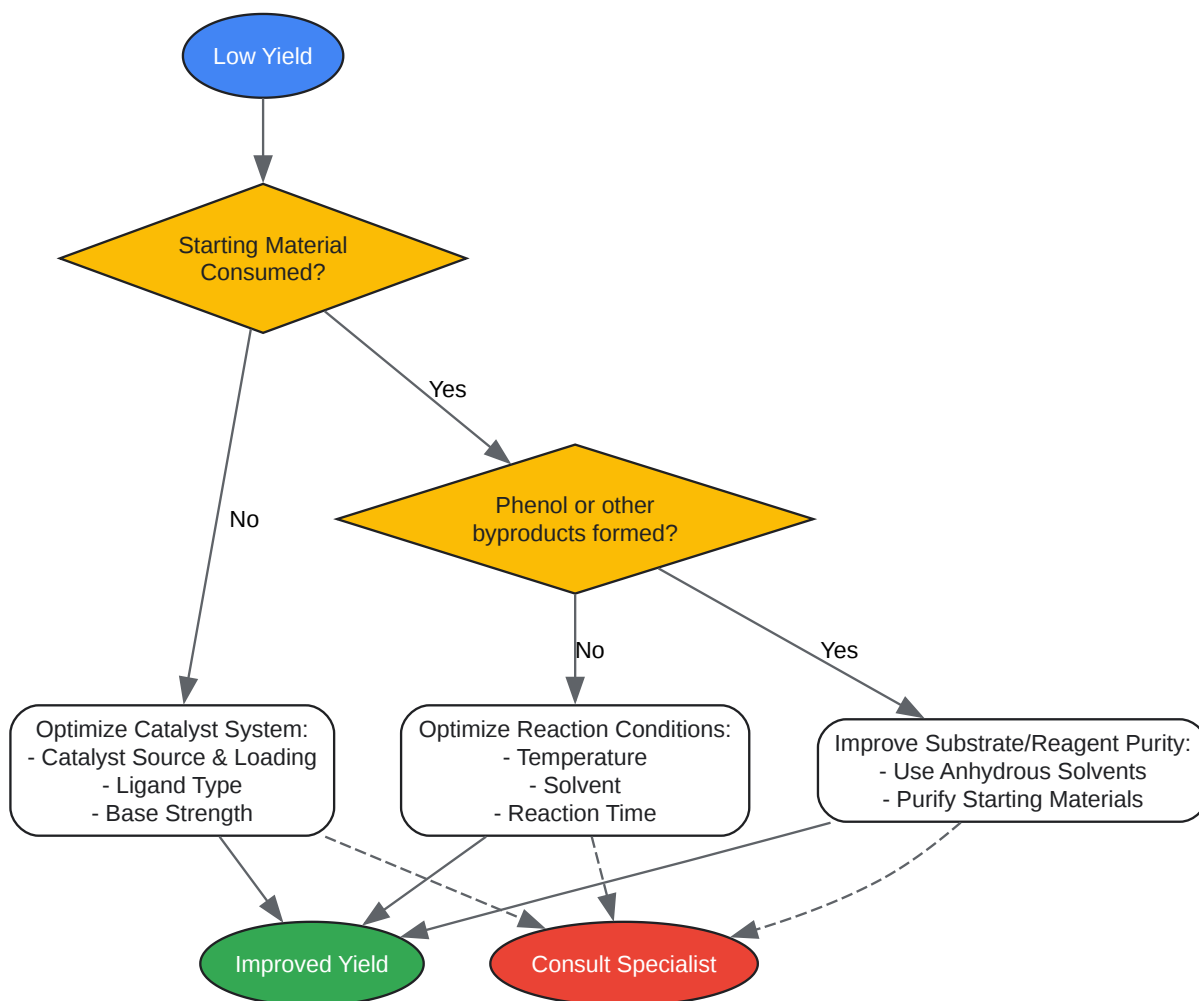 Low Yield
Starting Material
Consumed?
Yes
Phenol or other
byproducts formed?
No
No
Yes
Optimize Catalyst System:
- Catalyst Source & Loading
- Ligand Type
- Base Strength
Optimize Reaction Conditions:
- Temperature
- Solvent
- Reaction Time
Improve Substrate/Reagent Purity:
- Use Anhydrous Solvents
- Purify Starting Materials
Improved Yield
Consult Specialist